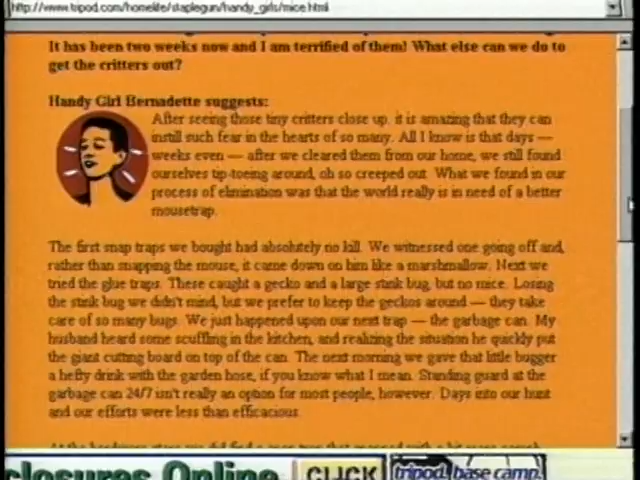 http://www.tripod.com/homelife/staplegun/handy_girls/mice.html
It has been two weeks now and I am terrified of them! What else can we do to
get the critters out?
Handy Girl Bernadette suggests:
After seeing those tiny critters close up, it is amazing that they can
instill such fear in the hearts of so many. All I know is that days —
weeks even — after we cleared them from our home, we still found
ourselves tip-toeing around, oh so creeped out. What we found in our
process of elimination was that the world really is in need of a better
mousetrap.
The first snap traps we bought had absolutely no kill. We witnessed one going off and,
rather than snapping the mouse, it came down on him like a marshmallow. Next we
tried the glue traps. These caught a gecko and a large stink bug, but no mice. Losing
the stink bug we didn't mind, but we prefer to keep the geckos around — they take
care of so many bugs. We just happened upon our next trap — the garbage can. My
husband heard some scuffling in the kitchen, and realizing the situation he quickly put
the giant cutting board on top of the can. The next morning we gave that little bugger
a hefty drink with the garden hose, if you know what I mean. Standing guard at the
garbage can 24/7 isn't really an option for most people, however. Days into our hunt
and our efforts were less than efficacious.
closures Online CLICK tripod. base camp.